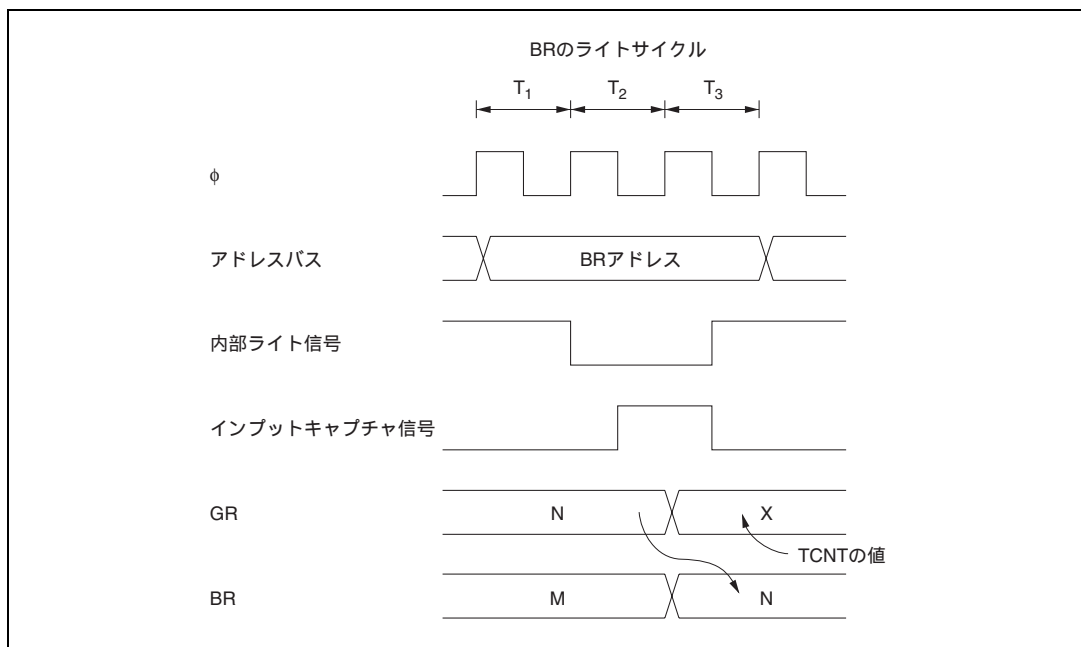 BRのライトサイクル
T1 T2 T3
φ
アドレスバス BRアドレス
内部ライト信号
インプットキャプチャ信号
GR N X
TCNTの値
BR M N